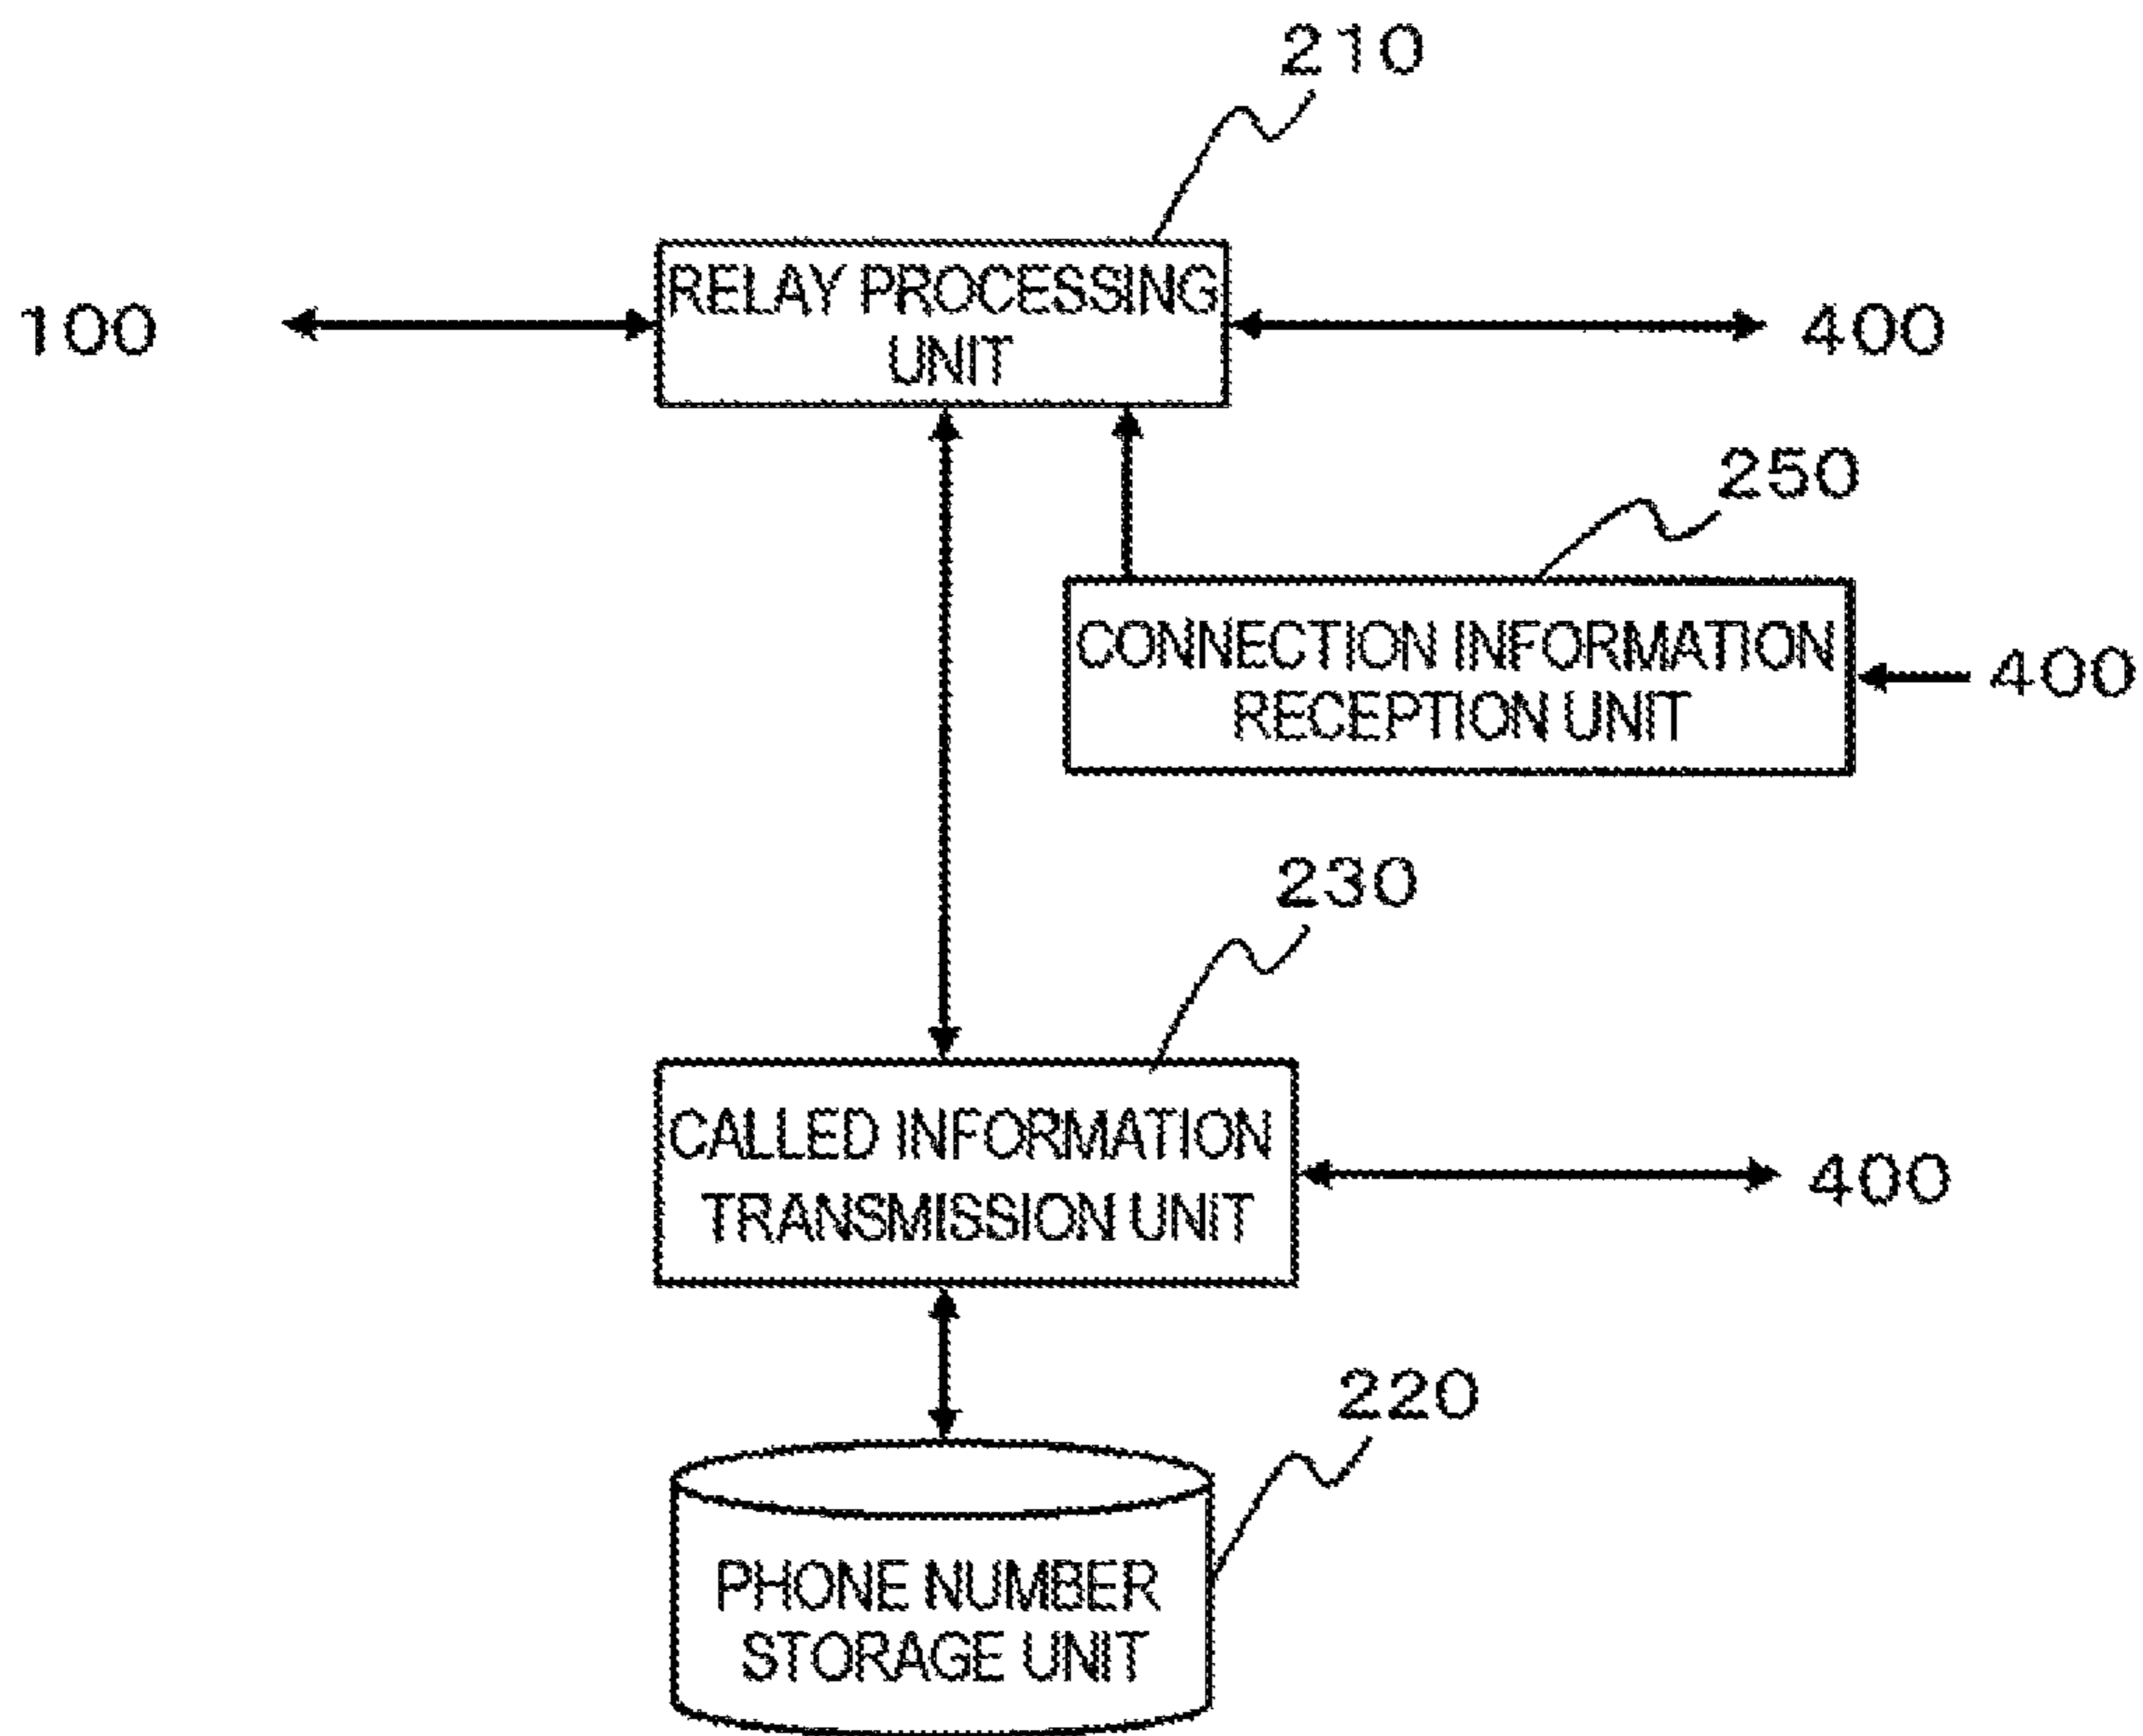 210
RELAY PROCESSING
UNIT
100
400
250
CONNECTION INFORMATION
RECEPTION UNIT
400
230
CALLED INFORMATION
TRANSMISSION UNIT
400
220
PHONE NUMBER
STORAGE UNIT